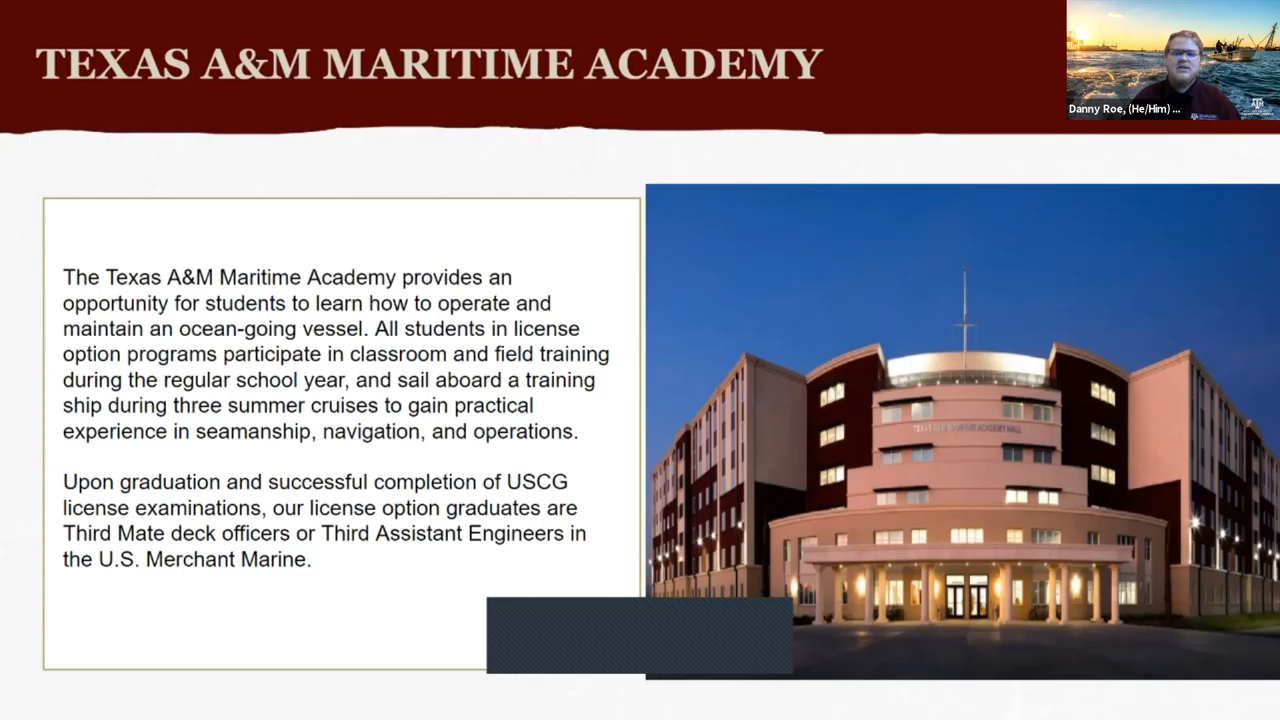 TEXAS A&M MARITIME ACADEMY
Danny Roe, (He/Him) ...
The Texas A&M Maritime Academy provides an
opportunity for students to learn how to operate and
maintain an ocean-going vessel. All students in license
option programs participate in classroom and field training
during the regular school year, and sail aboard a training
ship during three summer cruises to gain practical
experience in seamanship, navigation, and operations.
Upon graduation and successful completion of USCG
license examinations, our license option graduates are
Third Mate deck officers or Third Assistant Engineers in
the U.S. Merchant Marine.
MARITIME ACADEMY HALL